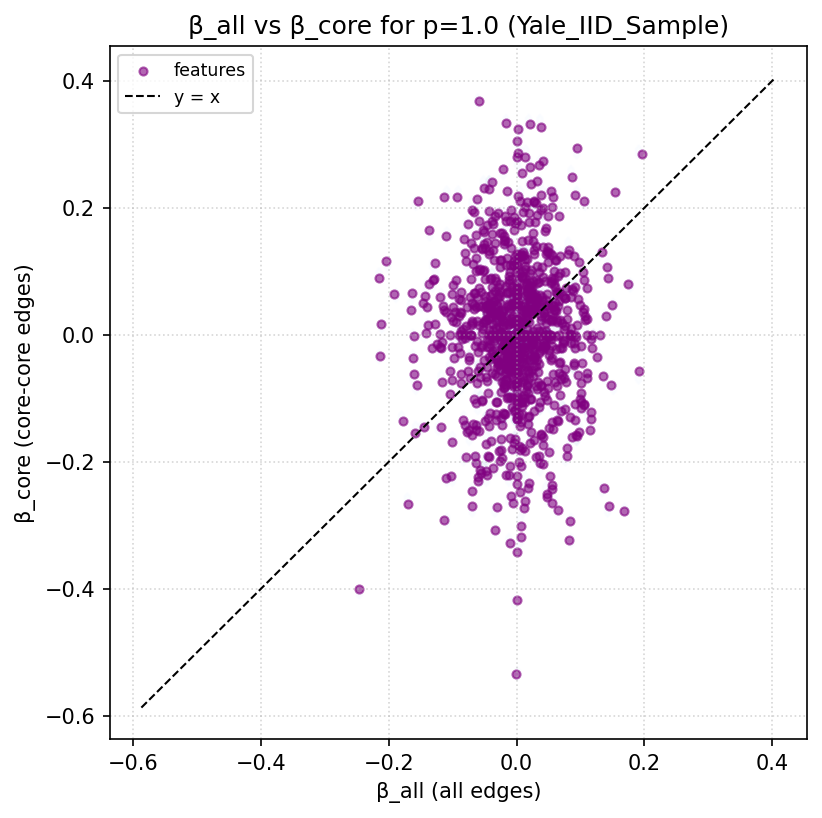 β_all vs β_core for p=1.0 (Yale_IID_Sample)
features
y = x
β_core (core-core edges)
0.4
0.2
0.0
−0.2
−0.4
−0.6
−0.6
−0.4
−0.2
0.0
0.2
0.4
β_all (all edges)